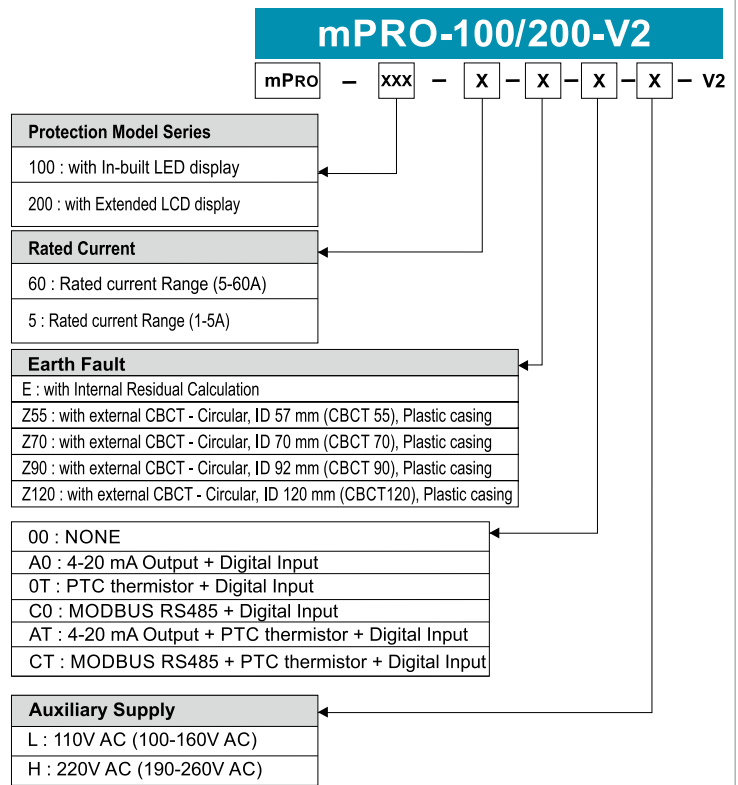 mPRO-100/200-V2
mPRO – XXX – X – X – X – X – V2
Protection Model Series
100 : with In-built LED display
200 : with Extended LCD display
Rated Current
60 : Rated current Range (5-60A)
5 : Rated current Range (1-5A)
Earth Fault
E : with Internal Residual Calculation
Z55 : with external CBCT - Circular, ID 57 mm (CBCT 55), Plastic casing
Z70 : with external CBCT - Circular, ID 70 mm (CBCT 70), Plastic casing
Z90 : with external CBCT - Circular, ID 92 mm (CBCT 90), Plastic casing
Z120 : with external CBCT - Circular, ID 120 mm (CBCT120), Plastic casing
00 : NONE
A0 : 4-20 mA Output + Digital Input
0T : PTC thermistor + Digital Input
C0 : MODBUS RS485 + Digital Input
AT : 4-20 mA Output + PTC thermistor + Digital Input
CT : MODBUS RS485 + PTC thermistor + Digital Input
Auxiliary Supply
L : 110V AC (100-160V AC)
H : 220V AC (190-260V AC)